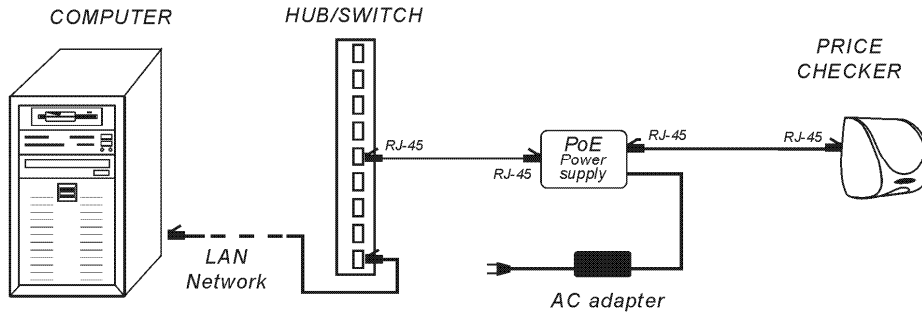 COMPUTER
HUB/SWITCH
PRICE
CHECKER
RJ-45
RJ-45
PoE
Power
supply
RJ-45
RJ-45
LAN
Network
AC adapter